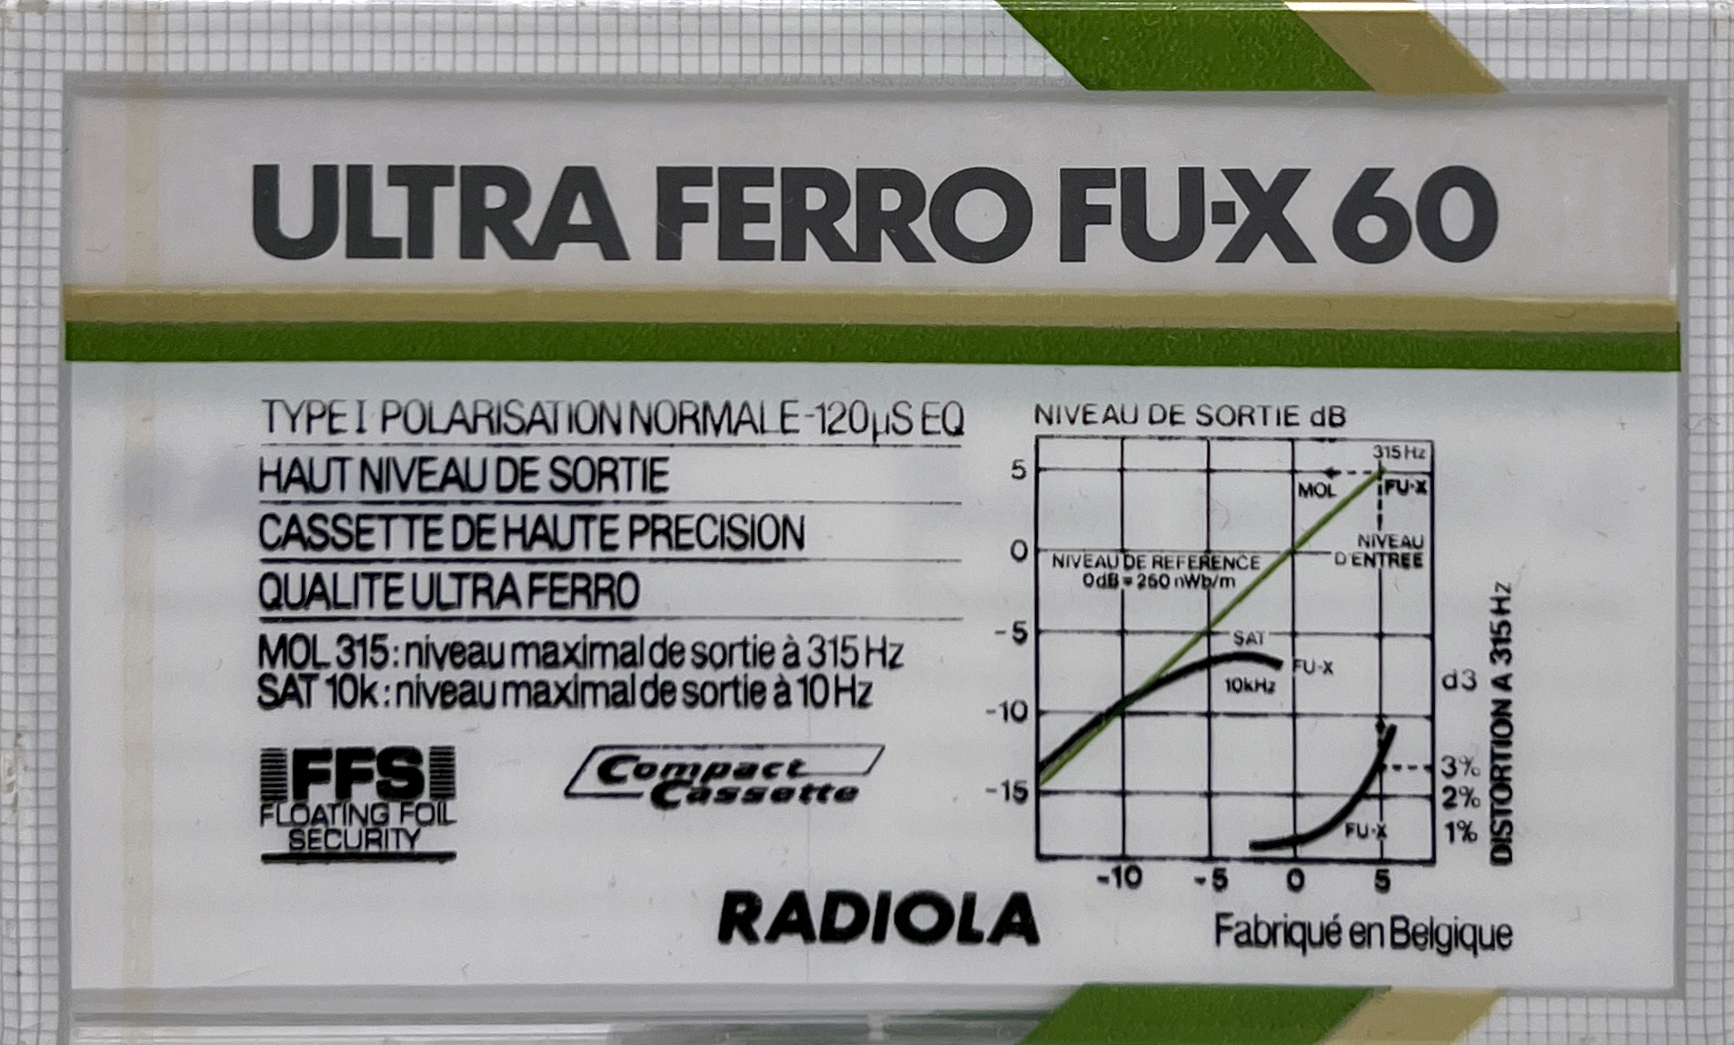 ULTRA FERRO FU-X 60
TYPE I POLARISATION NORMALE-120µS EQ
HAUT NIVEAU DE SORTIE
CASSETTE DE HAUTE PRECISION
QUALITE ULTRA FERRO
MOL 315: niveau maximal de sortie à 315 Hz
SAT 10k: niveau maximal de sortie à 10 Hz
FFS
FLOATING FOIL
SECURITY
Compact
Cassette
RADIOLA
NIVEAU DE SORTIE dB
315 Hz
5
MOL
FU-X
NIVEAU
D'ENTREE
0
NIVEAU DE REFERENCE
0dB = 250 nWb/m
-5
SAT
FU-X
10kHz
-10
-15
d3
3%
2%
1%
FU-X
DISTORTION A 315 Hz
-10 -5 0 5
Fabriqué en Belgique